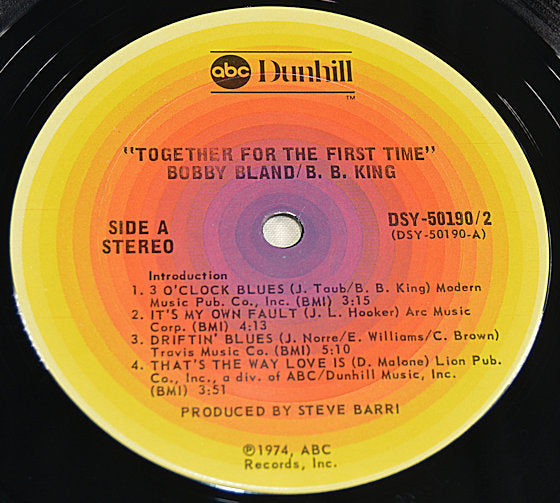 abc Dunhill
TM
"TOGETHER FOR THE FIRST TIME"
BOBBY BLAND/B. B. KING
SIDE A
STEREO
DSY-50190/2
(DSY-50190-A)
Introduction
1. 3 O'CLOCK BLUES (J. Taub/B. B. King) Modern
Music Pub. Co., Inc. (BMI) 3:15
2. IT'S MY OWN FAULT (J. L. Hooker) Arc Music
Corp. (BMI) 4:13
3. DRIFTIN' BLUES (J. Norre/E. Williams/C. Brown)
Travis Music Co. (BMI) 5:10
4. THAT'S THE WAY LOVE IS (D. Malone) Lion Pub.
Co., Inc., a div. of ABC/Dunhill Music, Inc.
(BMI) 3:51
PRODUCED BY STEVE BARRI
℗1974, ABC
Records, Inc.